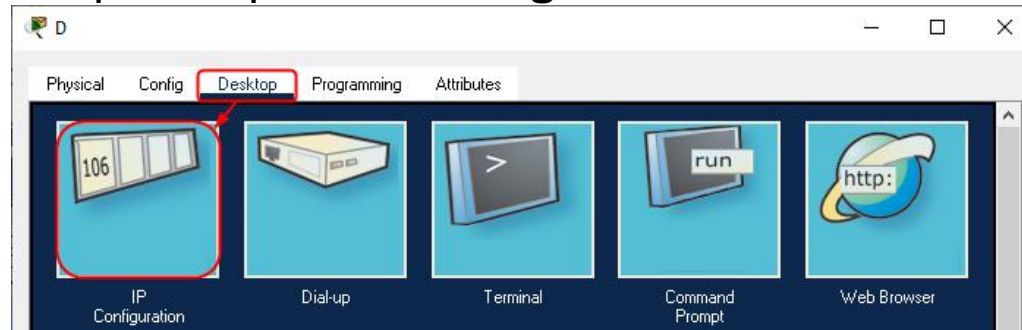 D
Physical Config Desktop Programming Attributes
106
>
run
http:
IP
Configuration
Dial-up
Terminal
Command
Prompt
Web Browser